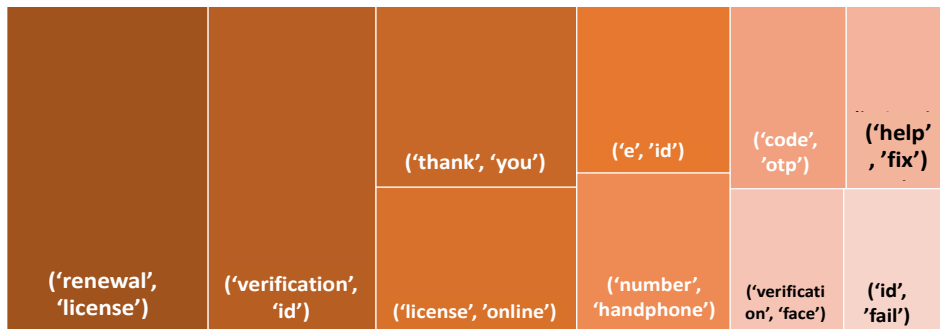 (‘renewal’,
‘license’)
(‘verification’,
‘id’)
(‘thank’, ‘you’)
(‘license’, ’online’)
(‘e’, ’id’)
(‘number’,
‘handphone’)
(‘code’,
’otp’)
(‘help’
, ’fix’)
(‘verificati
on’, ‘face’)
(‘id’,
’fail’)